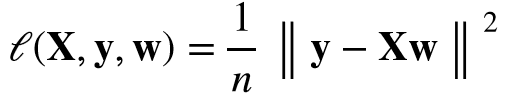 ℓ(X, y, w) = 1/n ‖ y − Xw ‖²